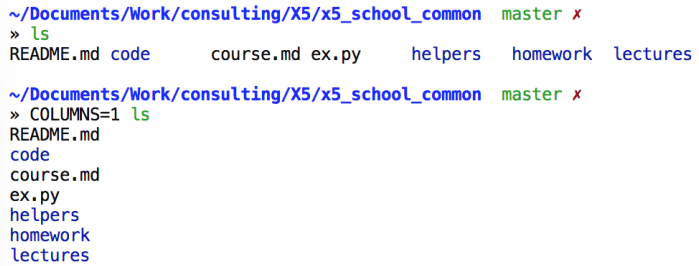 ~/Documents/Work/consulting/X5/x5_school_common master ✗
» ls
README.md code course.md ex.py helpers homework lectures
~/Documents/Work/consulting/X5/x5_school_common master ✗
» COLUMNS=1 ls
README.md
code
course.md
ex.py
helpers
homework
lectures